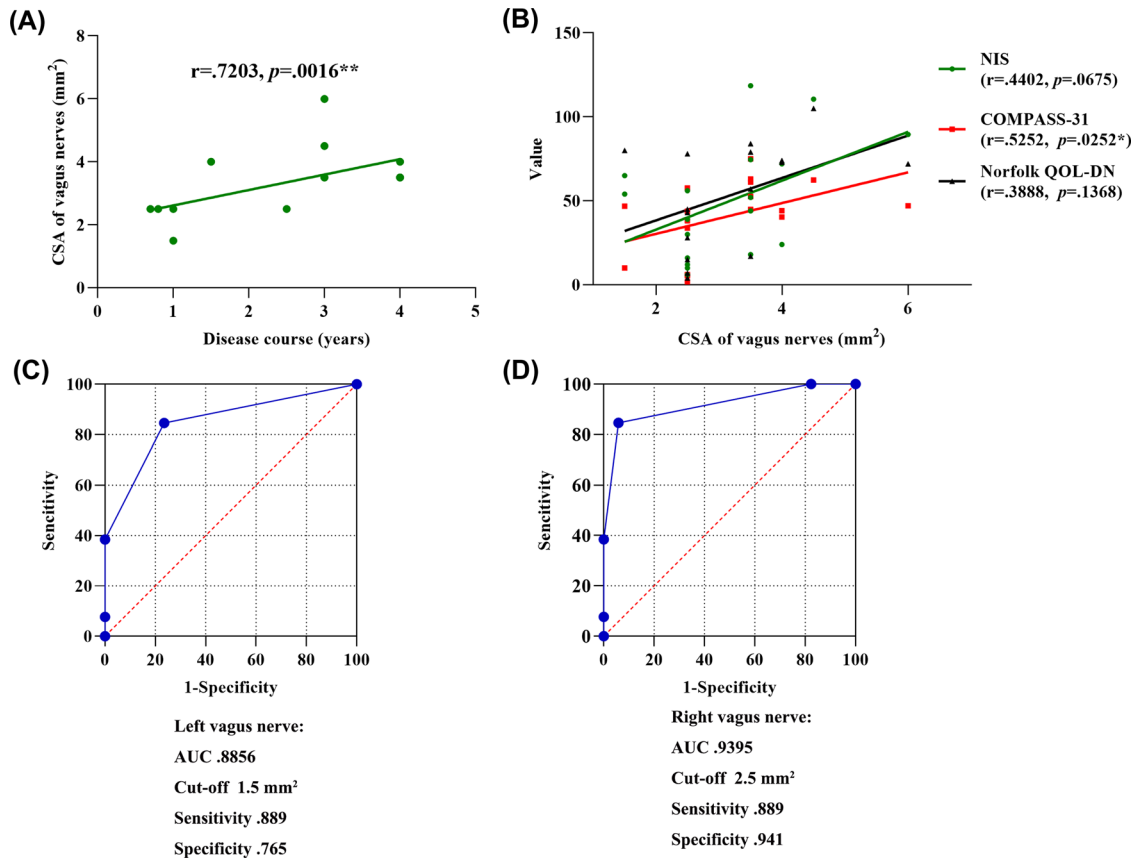 (A)
r=.7203, p=.0016**
CSA of vagus nerves (mm²)
8
6
4
2
0
0 1 2 3 4 5
Disease course (years)
(B)
150
100
50
0
Value
2 4 6
CSA of vagus nerves (mm²)
NIS
(r=.4402, p=.0675)
COMPASS-31
(r=.5252, p=.0252*)
Norfolk QOL-DN
(r=.3888, p=.1368)
(C)
100
80
60
40
20
0
Sencitivity
0 20 40 60 80 100
1-Specificity
Left vagus nerve:
AUC .8856
Cut-off 1.5 mm²
Sensitivity .889
Specificity .765
(D)
100
80
60
40
20
0
Sencitivity
0 20 40 60 80 100
1-Specificity
Right vagus nerve:
AUC .9395
Cut-off 2.5 mm²
Sensitivity .889
Specificity .941